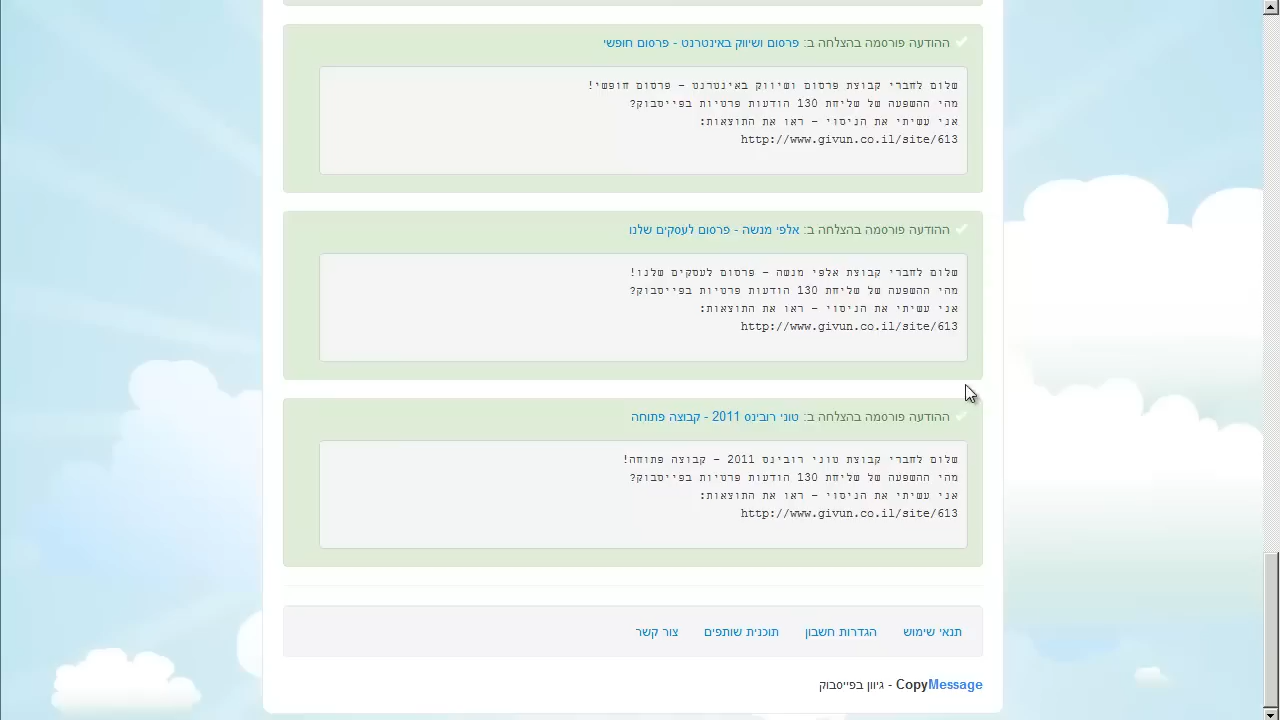 ההודעה פורסמה בהצלחה ב: פרסום ושיווק באינטרנט - פרסום חופשי
שלום לחברי קבוצת פרסום ושיווק באינטרנט - פרסום חופשי!
מהי ההשפעה של שליחת 130 הודעות פרטיות בפייסבוק?
אני עשיתי את הניסוי - ראו את התוצאות:
http://www.givun.co.il/site/613
ההודעה פורסמה בהצלחה ב: אלפי מנשה - פרסום לעסקים שלנו
שלום לחברי קבוצת אלפי מנשה - פרסום לעסקים שלנו!
מהי ההשפעה של שליחת 130 הודעות פרטיות בפייסבוק?
אני עשיתי את הניסוי - ראו את התוצאות:
http://www.givun.co.il/site/613
ההודעה פורסמה בהצלחה ב: טוני רובינס 2011 - קבוצה פתוחה
שלום לחברי קבוצת טוני רובינס 2011 - קבוצה פתוחה!
מהי ההשפעה של שליחת 130 הודעות פרטיות בפייסבוק?
אני עשיתי את הניסוי - ראו את התוצאות:
http://www.givun.co.il/site/613
תנאי שימוש הגדרות חשבון תוכנית שותפים צור קשר
CopyMessage - גיוון בפייסבוק